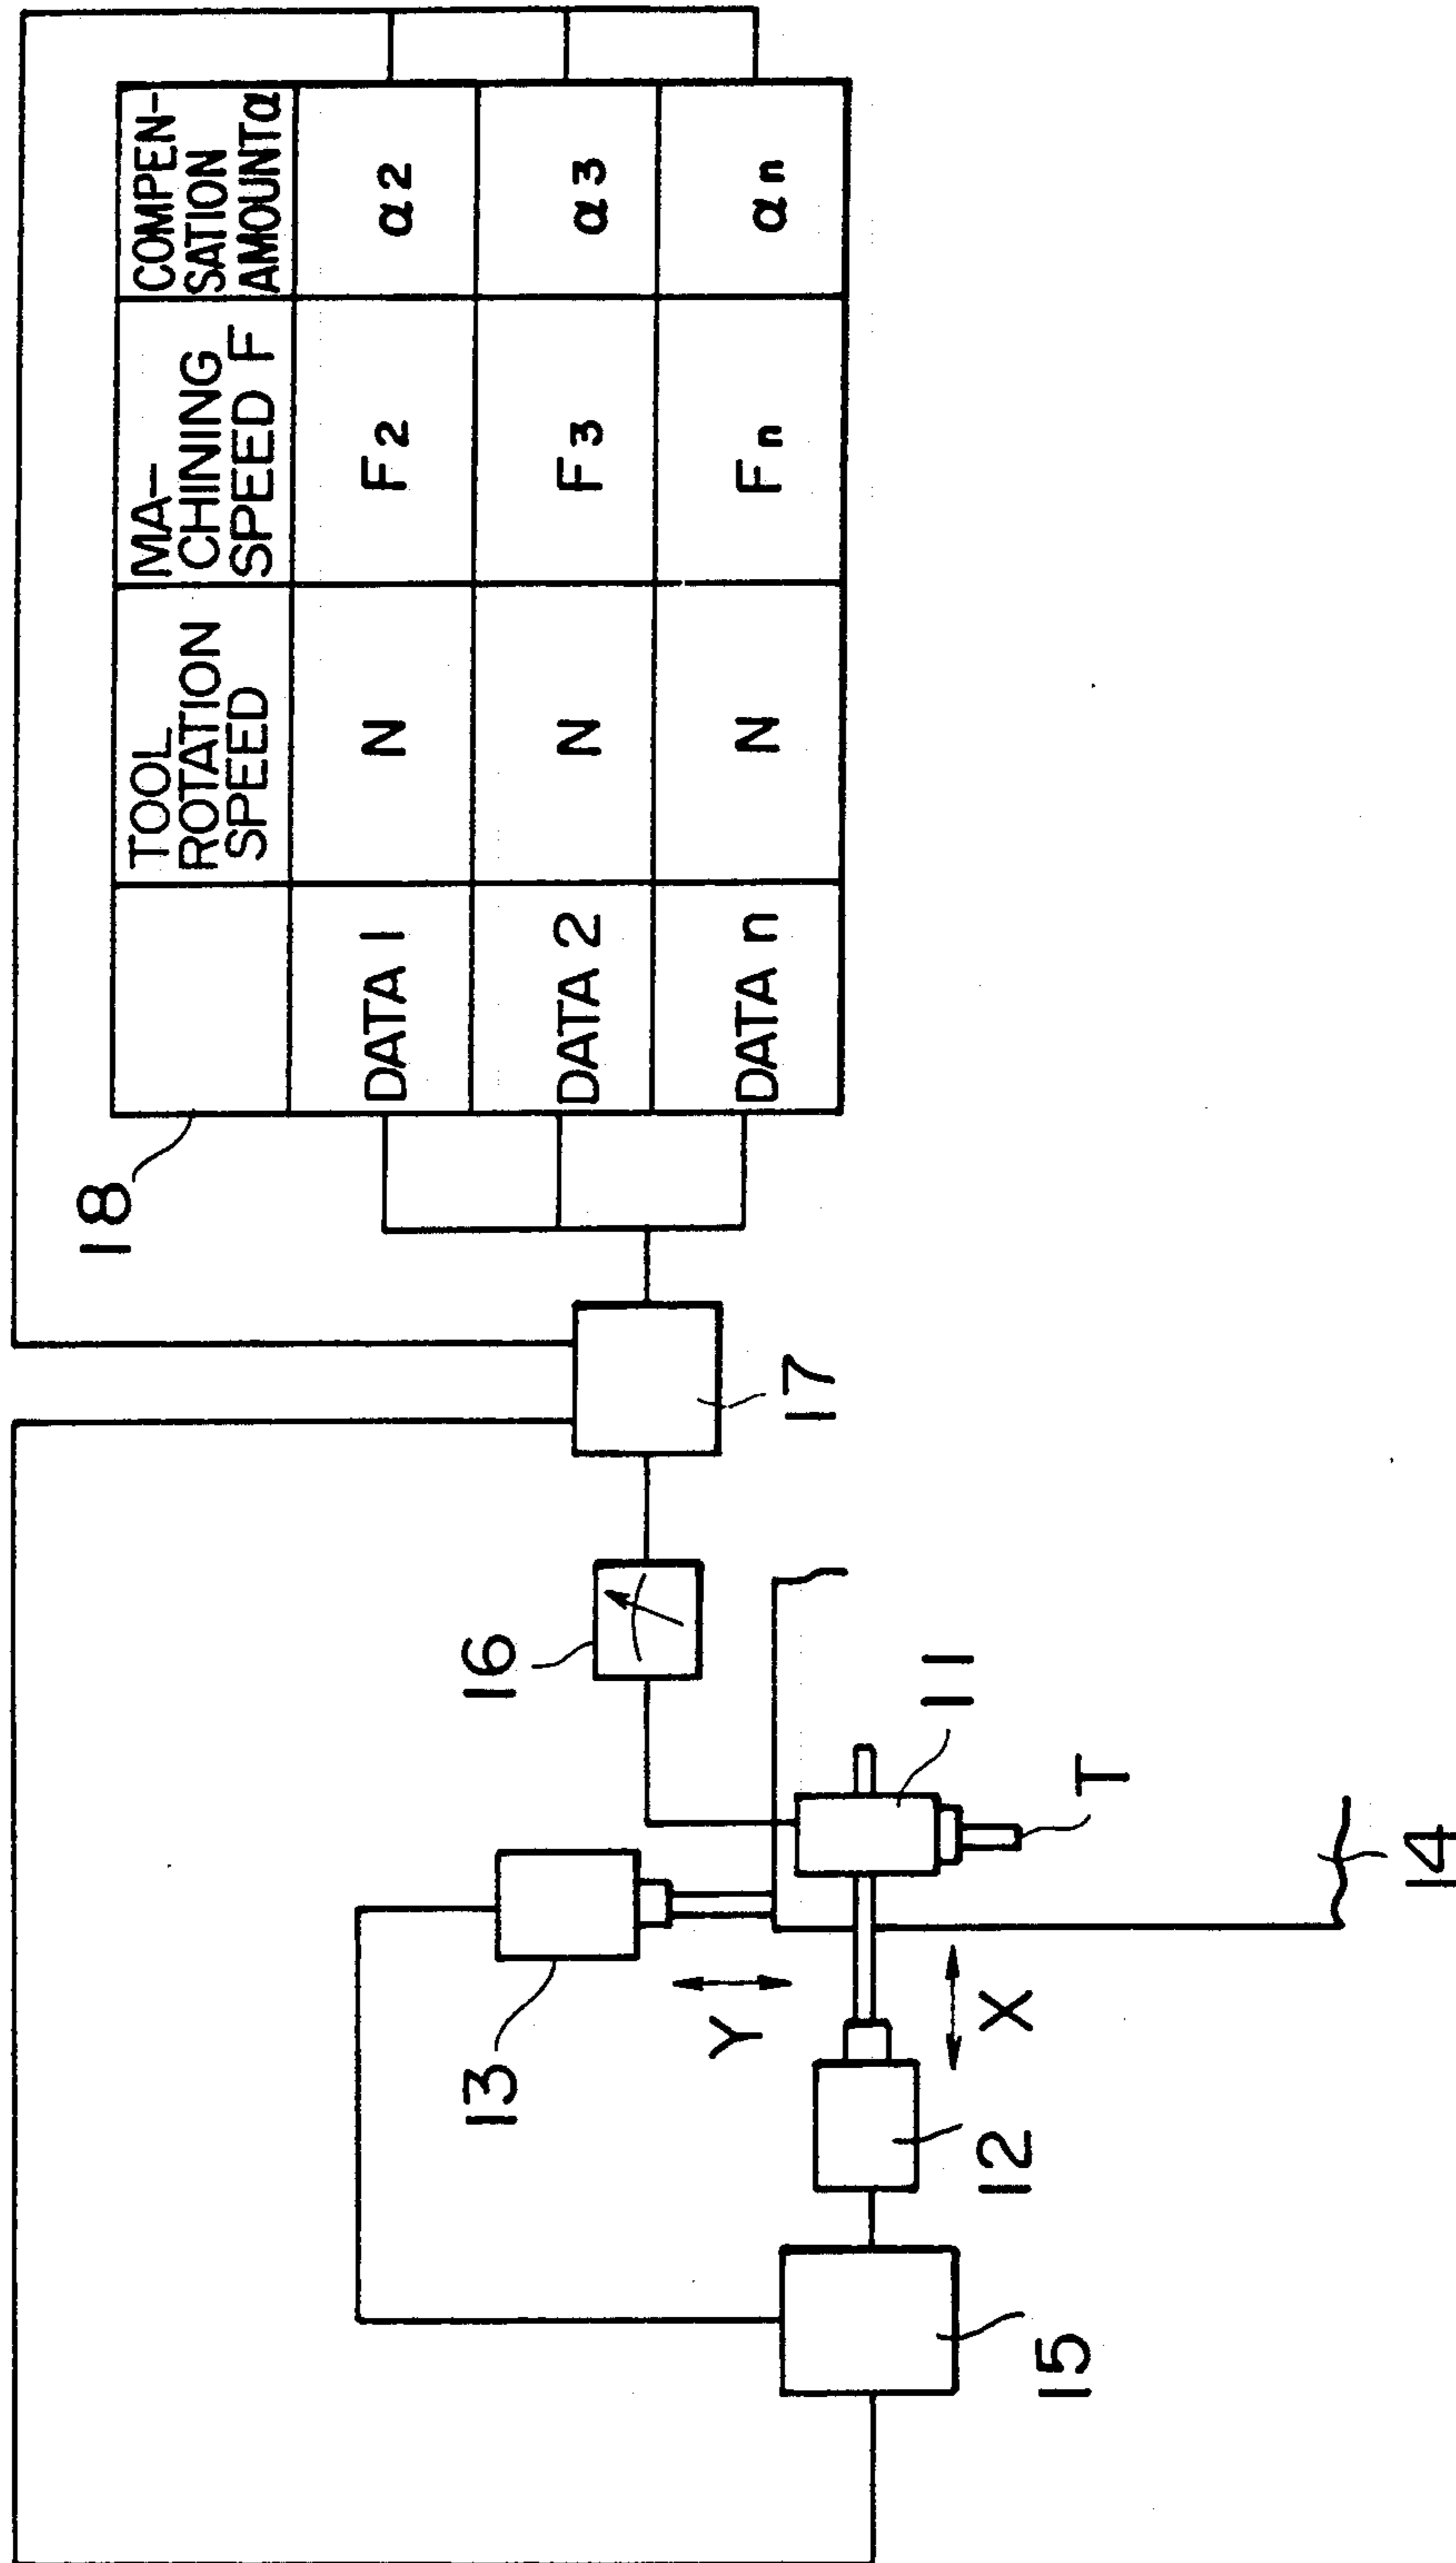 18
TOOL
ROTATION
SPEED
MA-
CHINING
SPEED F
COMPEN-
SATION
AMOUNT α
DATA 1
N
F2
α2
DATA 2
N
F3
α3
DATA n
N
Fn
αn
13
16
17
Y
X
11
T
12
15
14